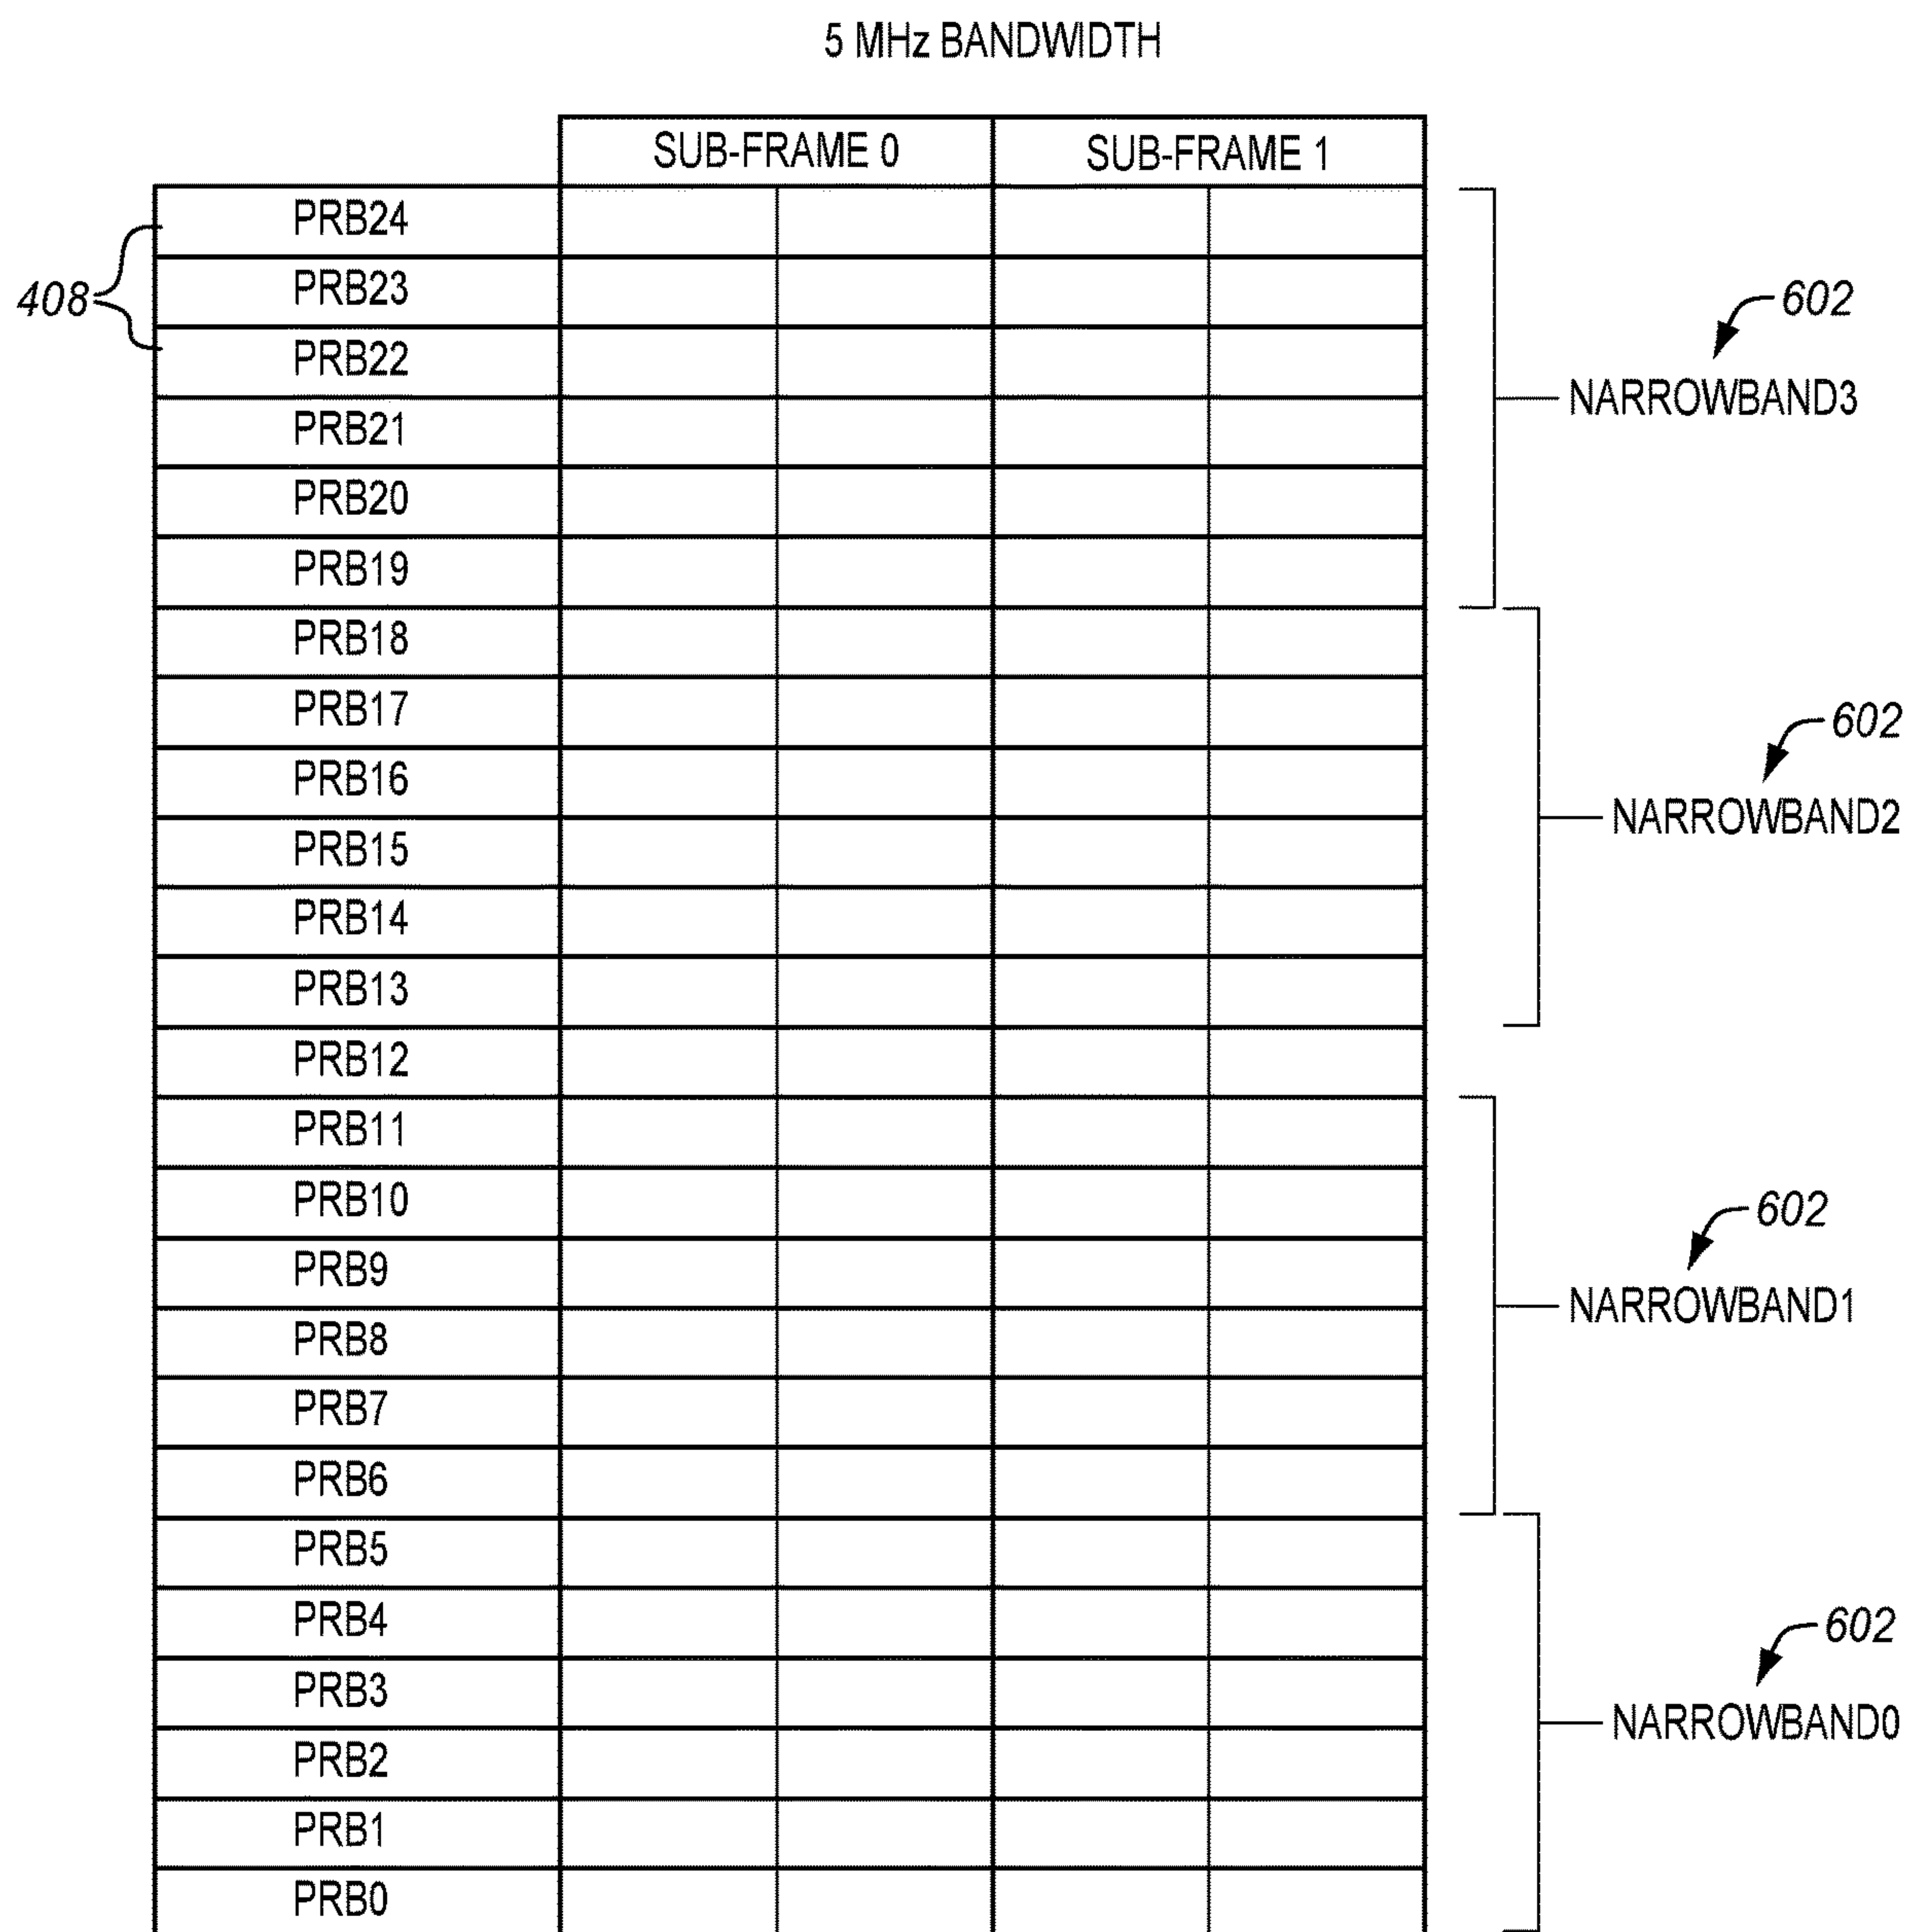 5 MHz BANDWIDTH
SUB-FRAME 0 SUB-FRAME 1
PRB24
PRB23
408
602
PRB22
NARROWBAND3
PRB21
PRB20
PRB19
PRB18
PRB17
602
PRB16
NARROWBAND2
PRB15
PRB14
PRB13
PRB12
PRB11
PRB10
602
PRB9
NARROWBAND1
PRB8
PRB7
PRB6
PRB5
PRB4
602
PRB3
NARROWBAND0
PRB2
PRB1
PRB0